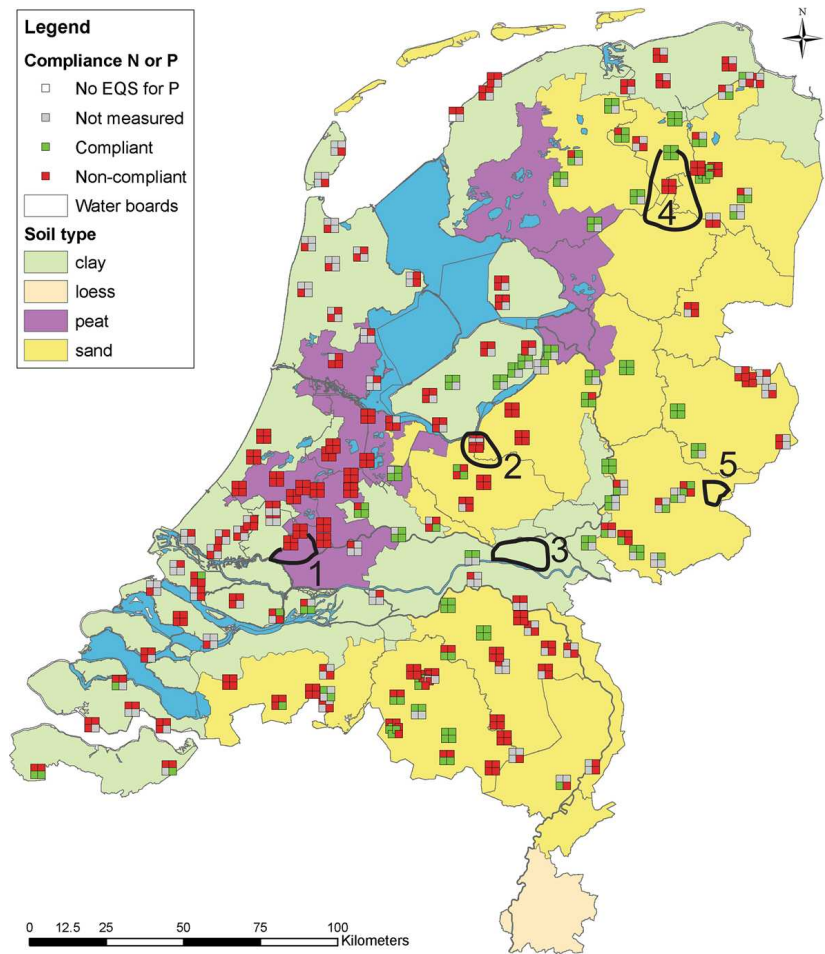 Legend
Compliance N or P
No EQS for P
Not measured
Compliant
Non-compliant
Water boards
Soil type
clay
loess
peat
sand
N
4
2
5
3
1
0 12.5 25 50 75 100
Kilometers